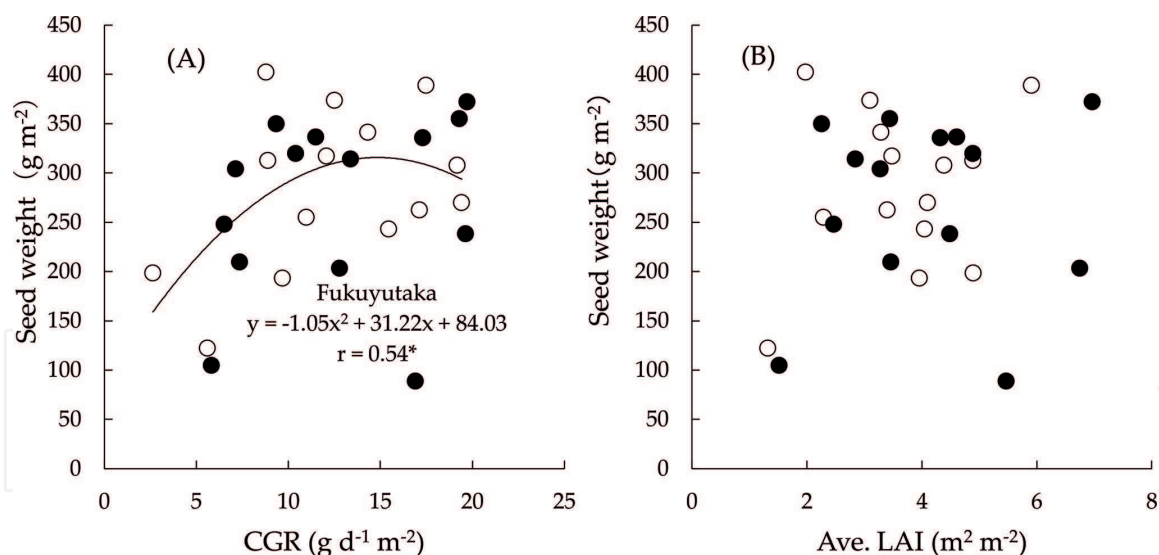 (A)
Seed weight (g m-2)
450
400
350
300
250
200
150
100
50
0
0 5 10 15 20 25
CGR (g d-1 m-2)
Fukuyutaka
y = -1.05x2 + 31.22x + 84.03
r = 0.54*
(B)
Seed weight(g m-2)
450
400
350
300
250
200
150
100
50
0
0 2 4 6 8
Ave. LAI (m2 m-2)